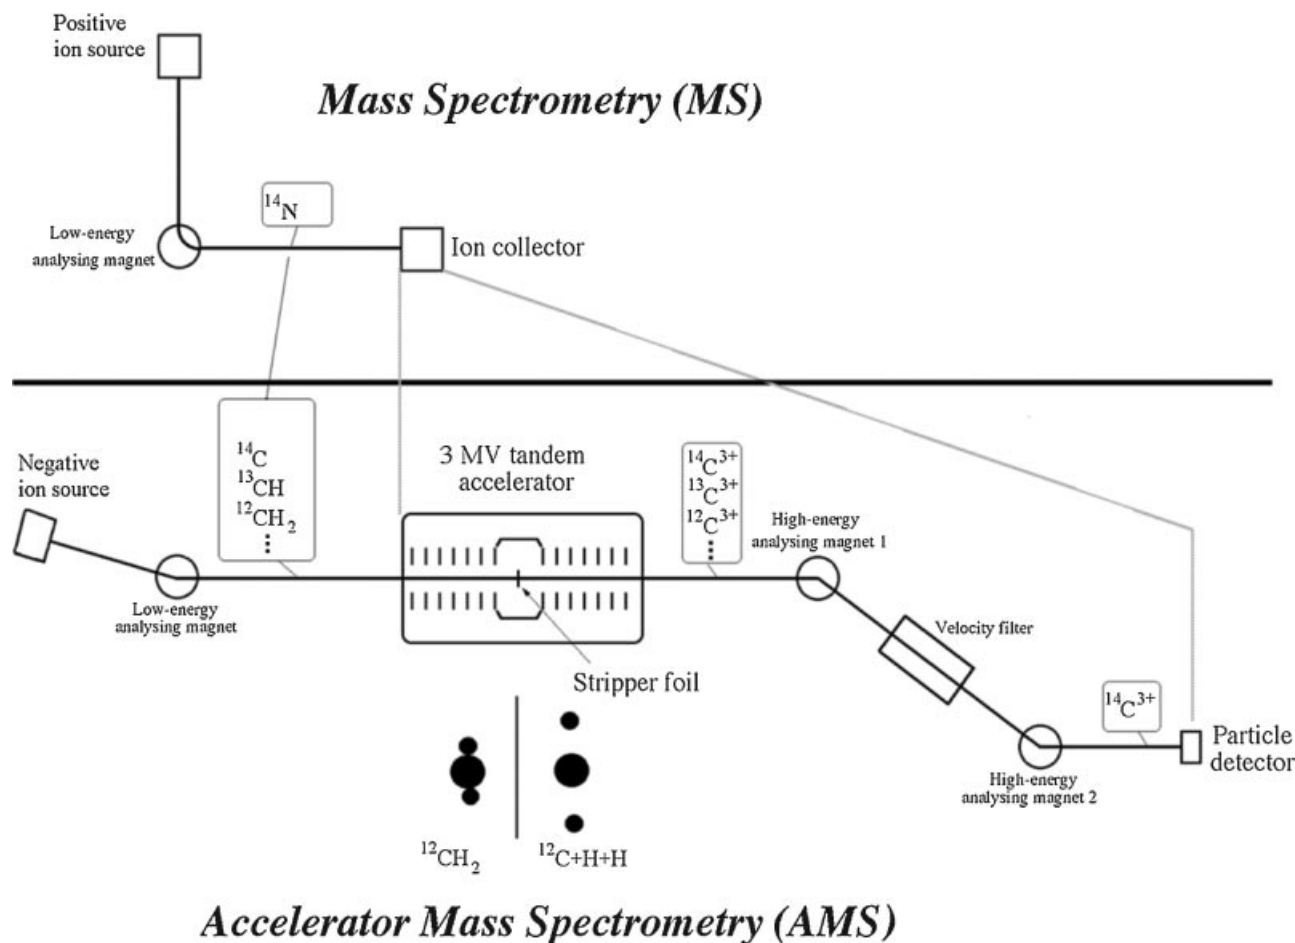 Positive
ion source
Mass Spectrometry (MS)
¹⁴N
Low-energy
analysing magnet
Ion collector
Negative
ion source
¹⁴C
¹³CH
¹²CH₂
3 MV tandem
accelerator
¹⁴C³⁺
¹³C³⁺
¹²C³⁺
High-energy
analysing magnet 1
Low-energy
analysing magnet
Velocity filter
Stripper foil
¹⁴C³⁺
Particle
detector
High-energy
analysing magnet 2
¹²CH₂
¹²C+H+H
Accelerator Mass Spectrometry (AMS)